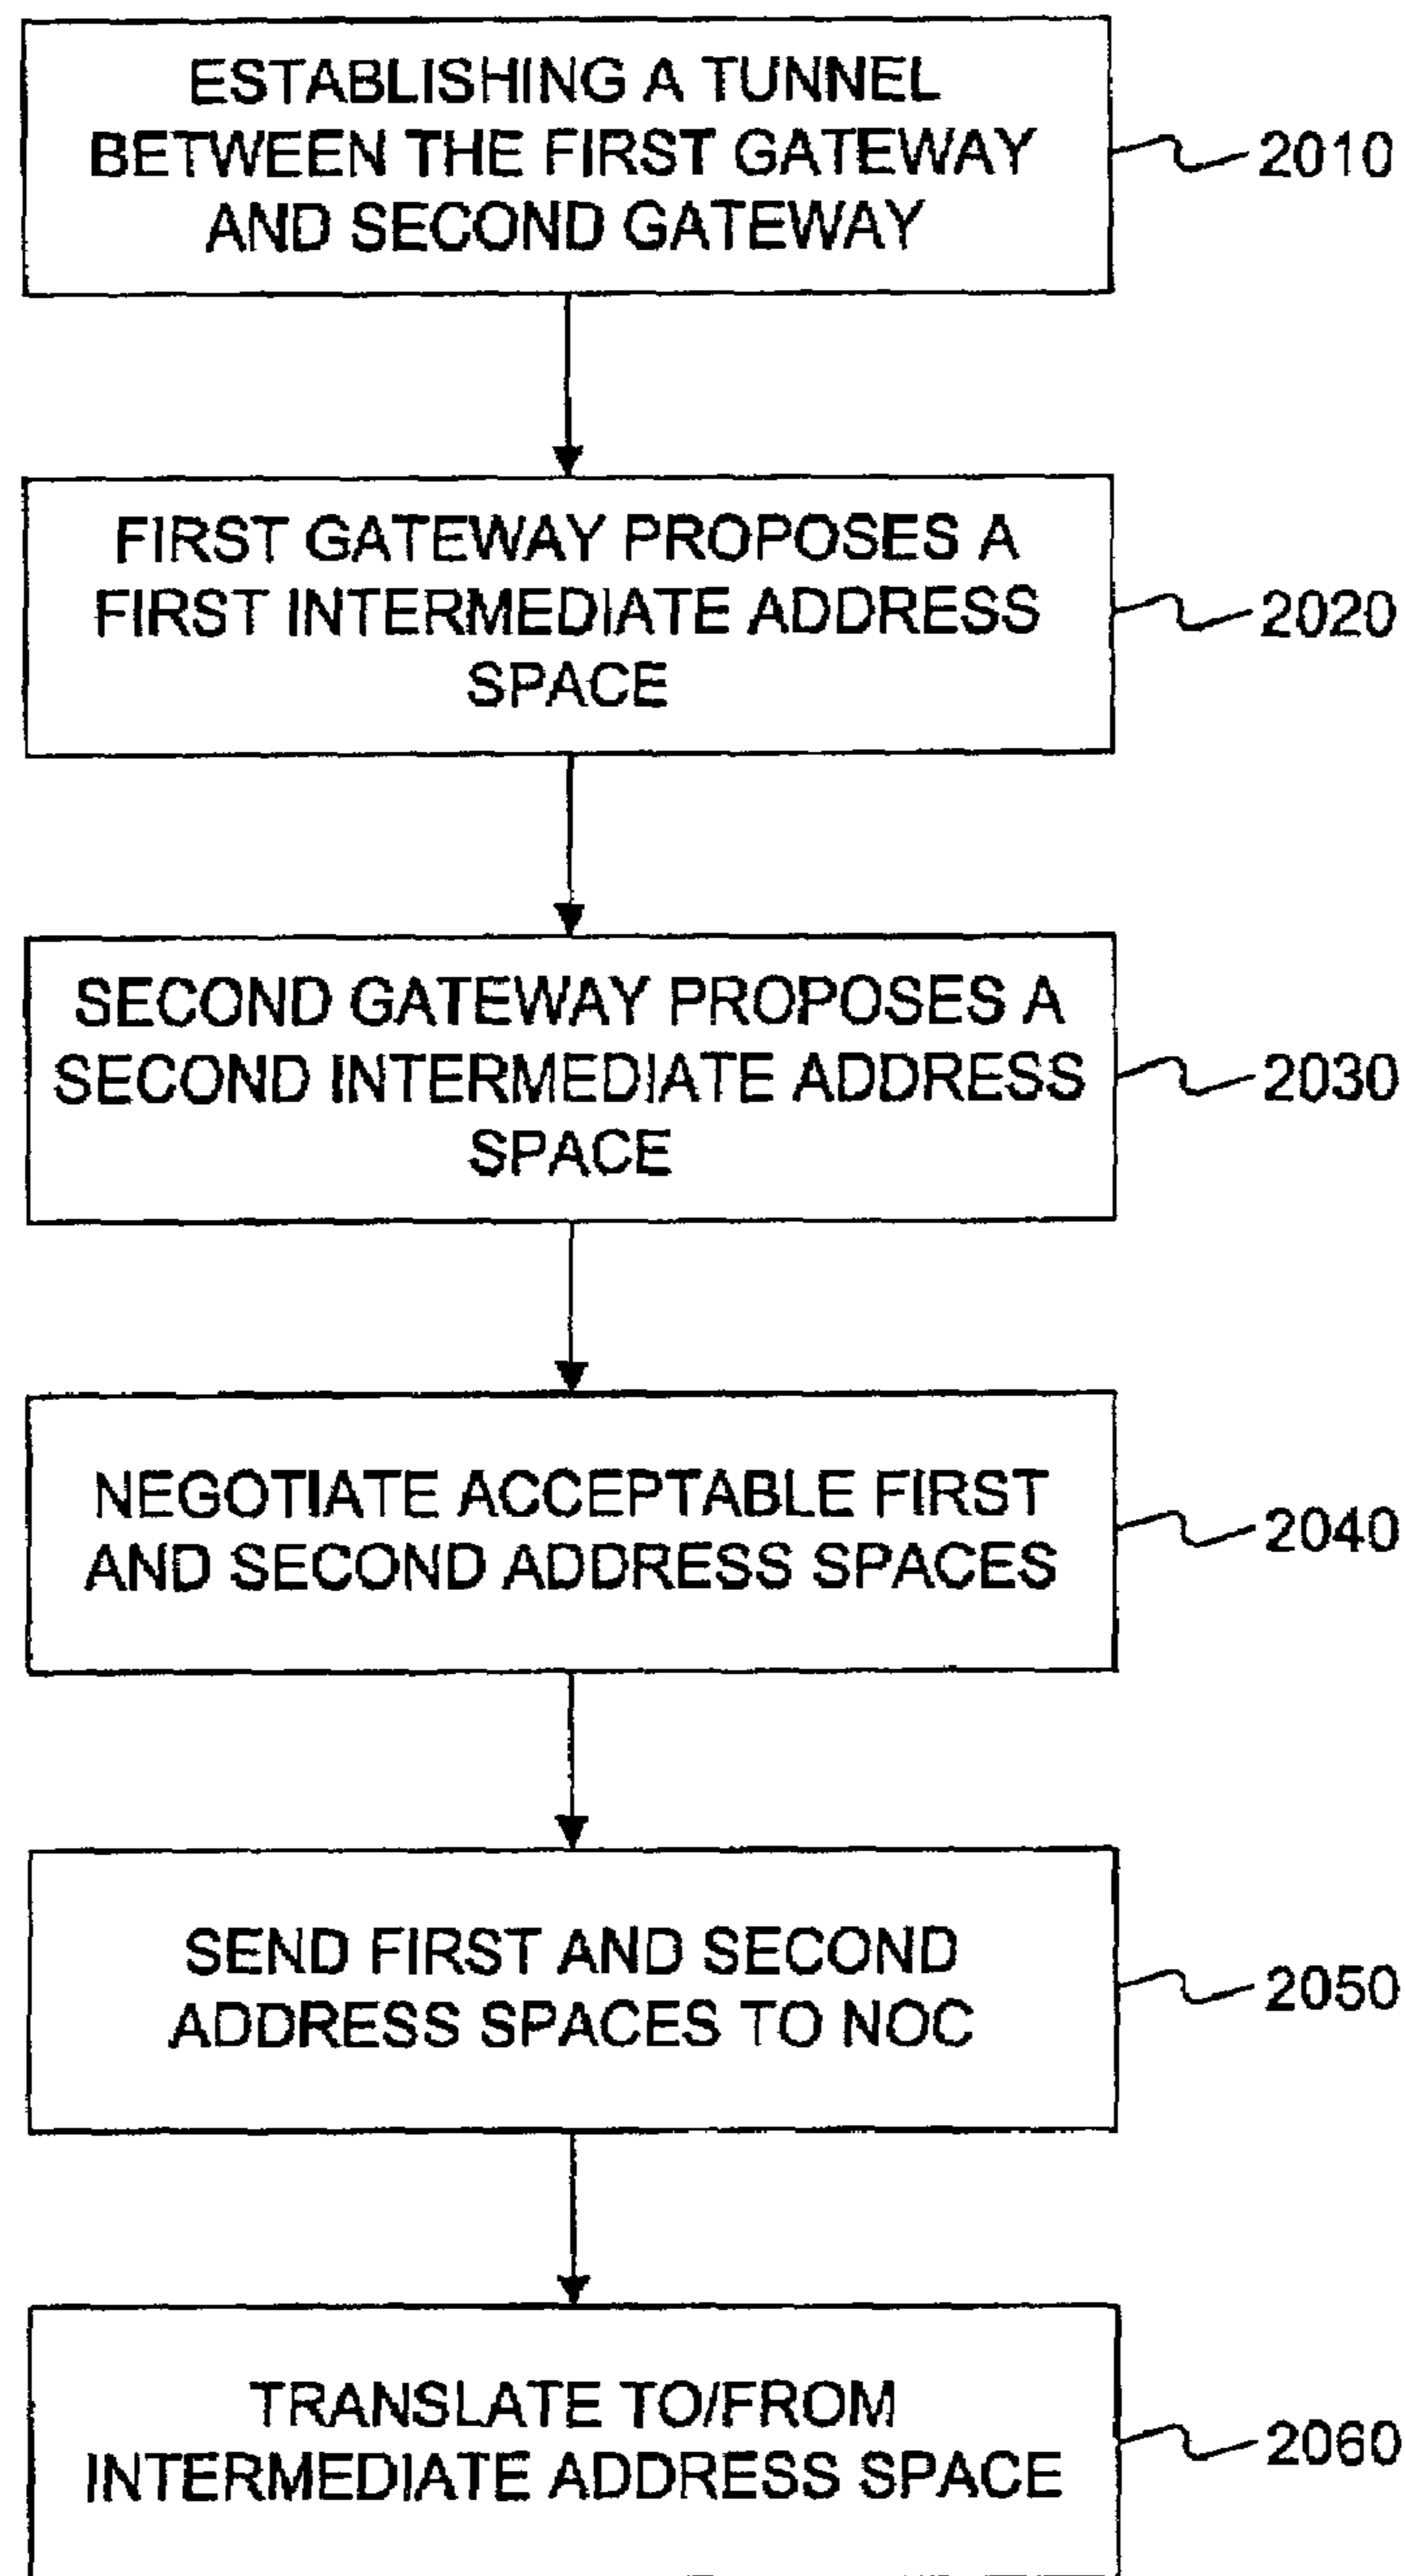 ESTABLISHING A TUNNEL
BETWEEN THE FIRST GATEWAY
AND SECOND GATEWAY
2010
FIRST GATEWAY PROPOSES A
FIRST INTERMEDIATE ADDRESS
SPACE
2020
SECOND GATEWAY PROPOSES A
SECOND INTERMEDIATE ADDRESS
SPACE
2030
NEGOTIATE ACCEPTABLE FIRST
AND SECOND ADDRESS SPACES
2040
SEND FIRST AND SECOND
ADDRESS SPACES TO NOC
2050
TRANSLATE TO/FROM
INTERMEDIATE ADDRESS SPACE
2060